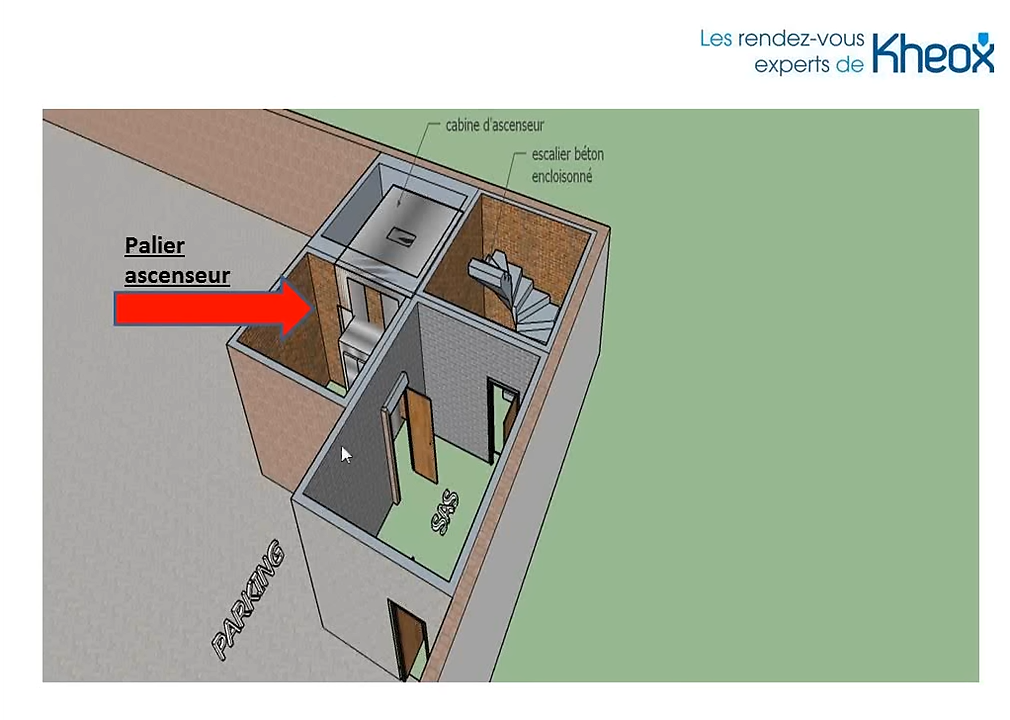 Les rendez-vous
experts de Kheox
cabine d'ascenseur
escalier béton
encloisonné
Palier
ascenseur
SAS
PARKING